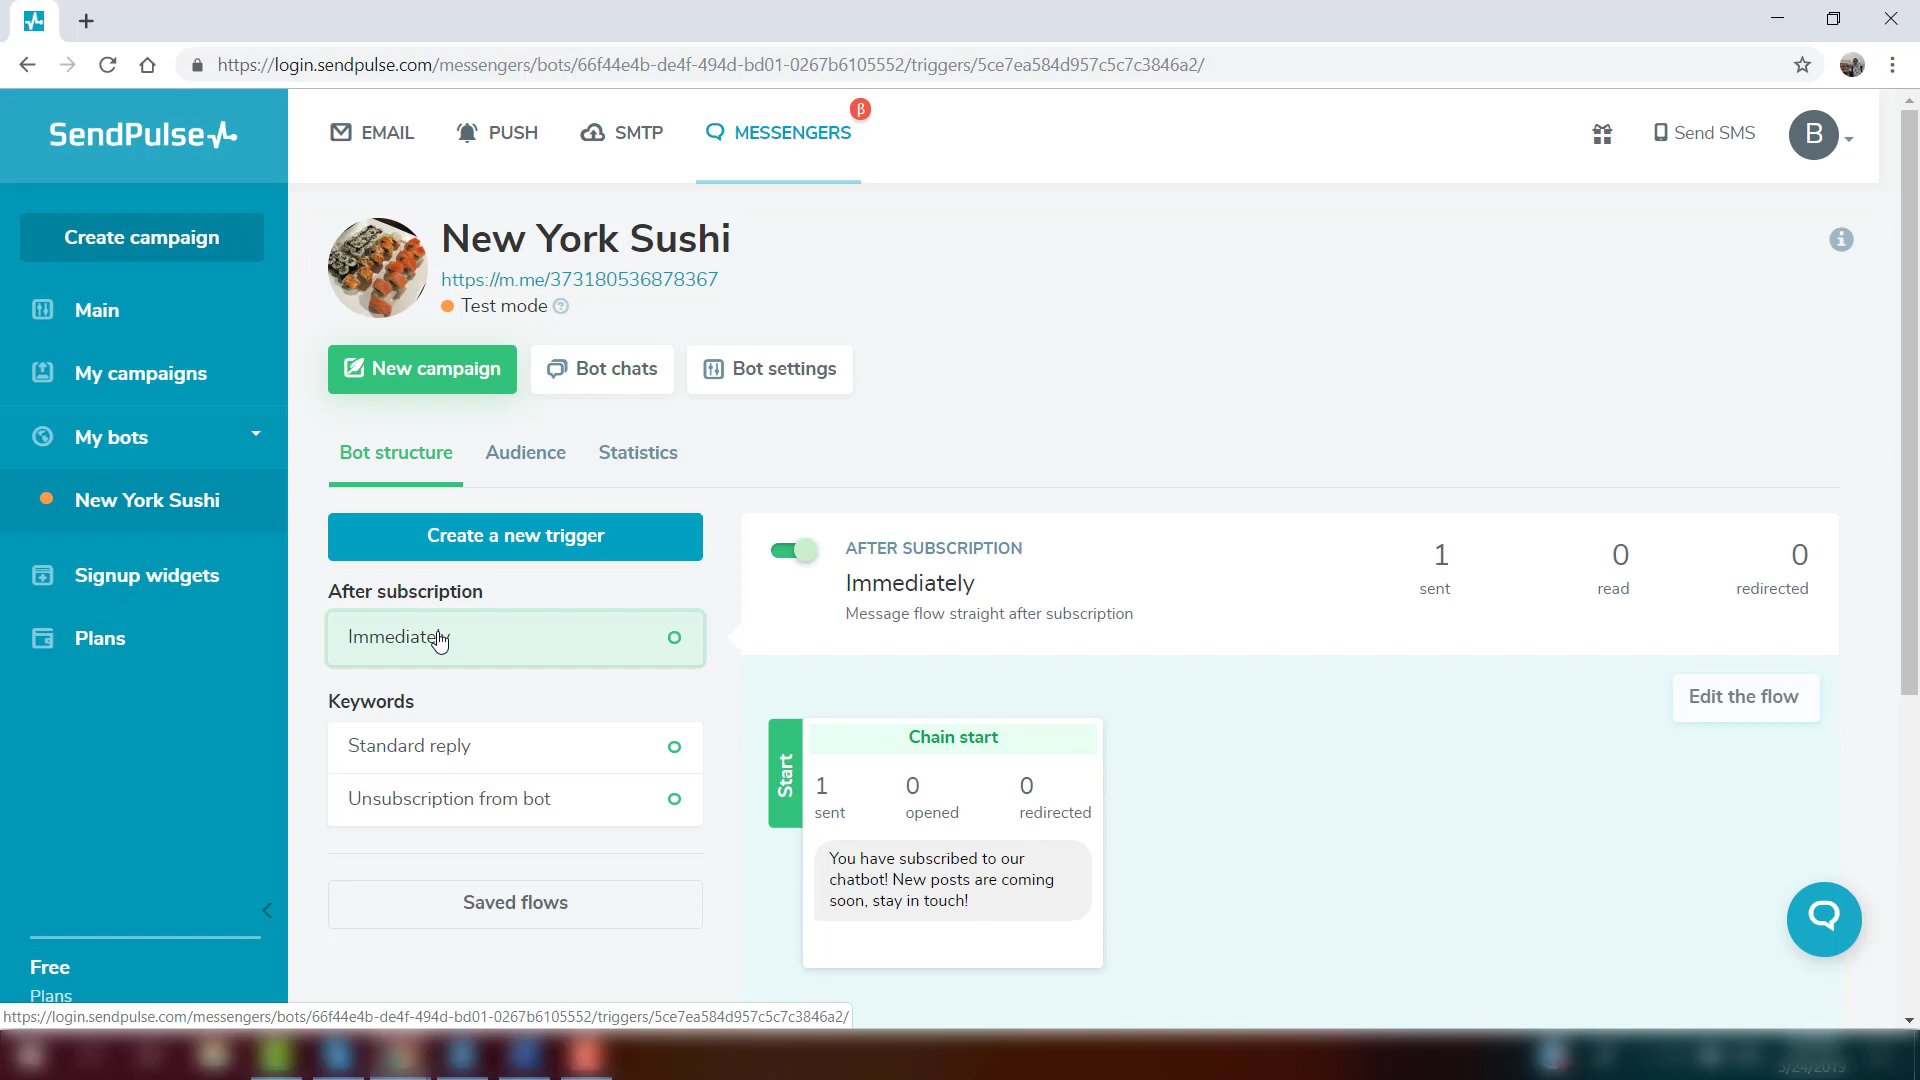 https://login.sendpulse.com/messengers/bots/66f44e4b-de4f-494d-bd01-0267b6105552/triggers/5ce7ea584d957c5c7c3846a2/
SendPulse
EMAIL
PUSH
SMTP
MESSENGERS
β
Send SMS
B
Create campaign
Main
My campaigns
My bots
New York Sushi
Signup widgets
Plans
Free
Plans
New York Sushi
https://m.me/373180536878367
Test mode ?
New campaign
Bot chats
Bot settings
Bot structure
Audience
Statistics
Create a new trigger
After subscription
Immediately
Keywords
Standard reply
Unsubscription from bot
Saved flows
AFTER SUBSCRIPTION
Immediately
Message flow straight after subscription
1 0 0
sent read redirected
Edit the flow
Start
Chain start
1 0 0
sent opened redirected
You have subscribed to our
chatbot! New posts are coming
soon, stay in touch!
https://login.sendpulse.com/messengers/bots/66f44e4b-de4f-494d-bd01-0267b6105552/triggers/5ce7ea584d957c5c7c3846a2/